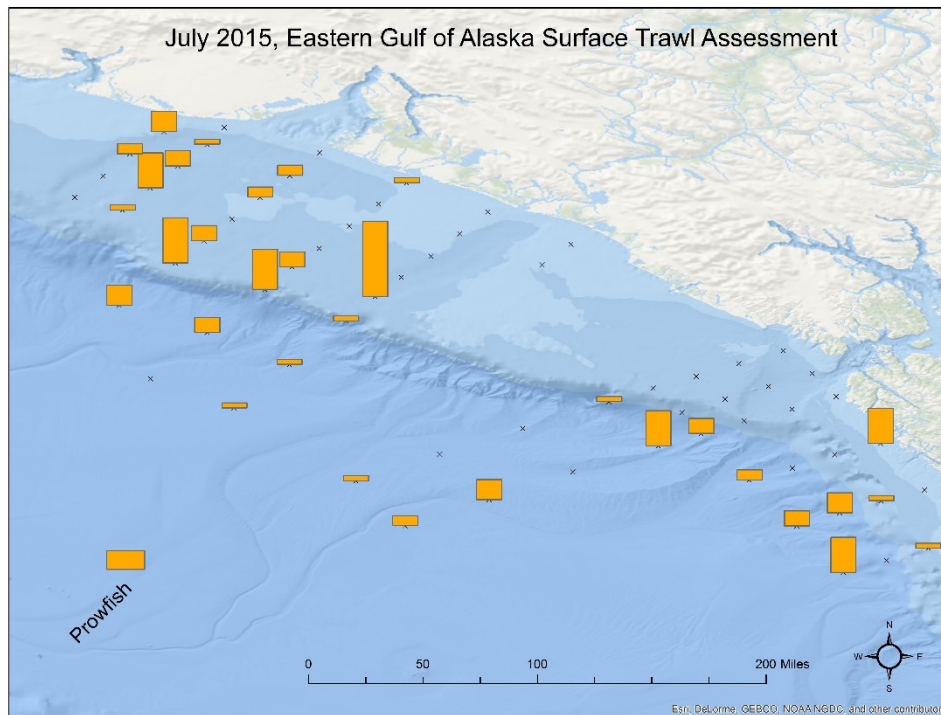 July 2015, Eastern Gulf of Alaska Surface Trawl Assessment
Prowfish
0 50 100 200 Miles
N
W E
S
Esri, DeLorme, GEBCO, NOAA NGDC, and other contributor